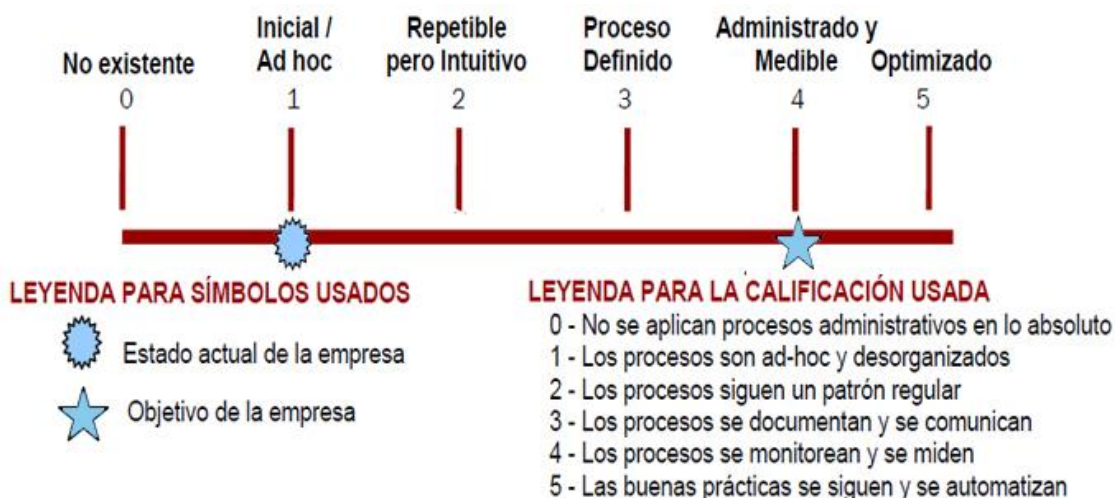 No existente
Inicial /
Ad hoc
Repetible
pero Intuitivo
Proceso
Definido
Administrado y
Medible
Optimizado
0
1
2
3
4
5
LEYENDA PARA SÍMBOLOS USADOS
Estado actual de la empresa
Objetivo de la empresa
LEYENDA PARA LA CALIFICACIÓN USADA
0 - No se aplican procesos administrativos en lo absoluto
1 - Los procesos son ad-hoc y desorganizados
2 - Los procesos siguen un patrón regular
3 - Los procesos se documentan y se comunican
4 - Los procesos se monitorean y se miden
5 - Las buenas prácticas se siguen y se automatizan